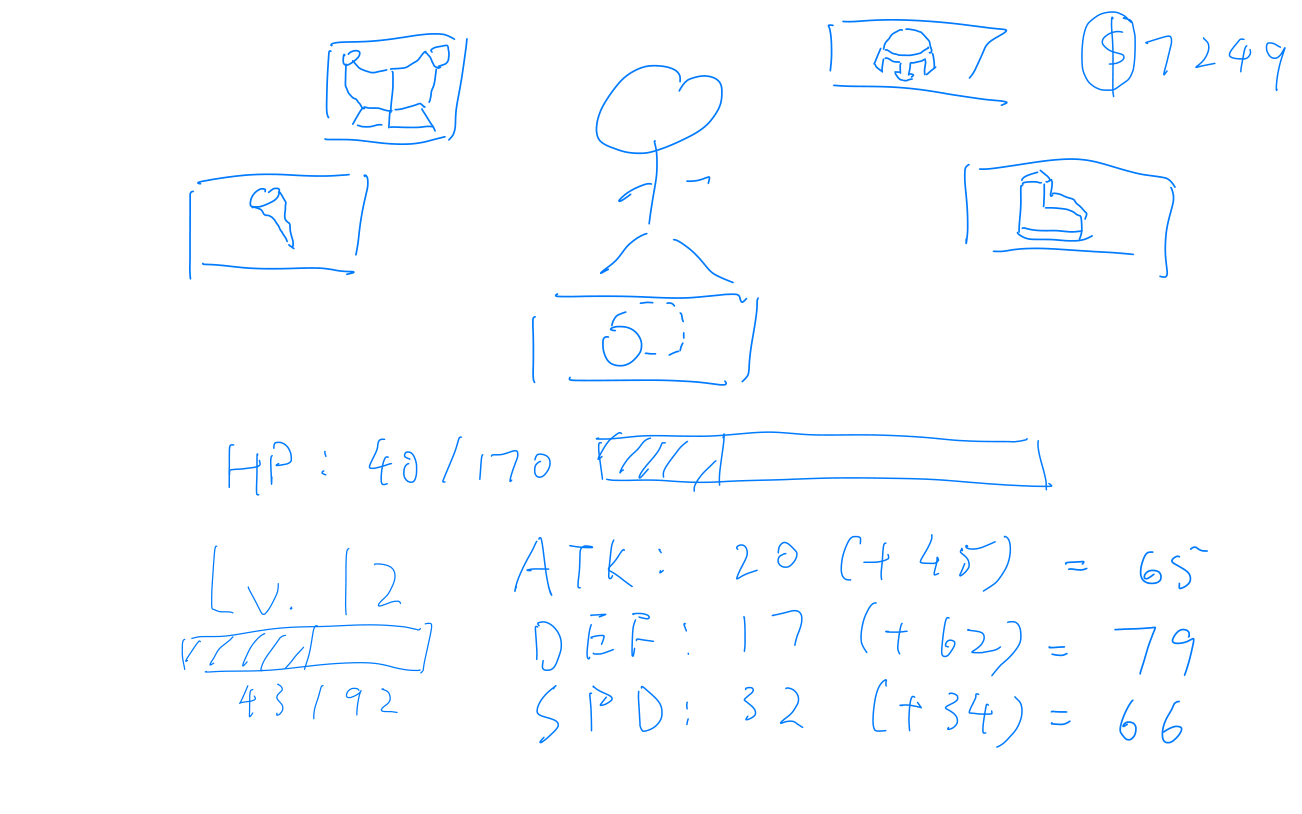 $ 7249
HP: 40/170
Lv. 12
43/92
ATK: 20 (+45) = 65
DEF: 17 (+62) = 79
SPD: 32 (+34) = 66